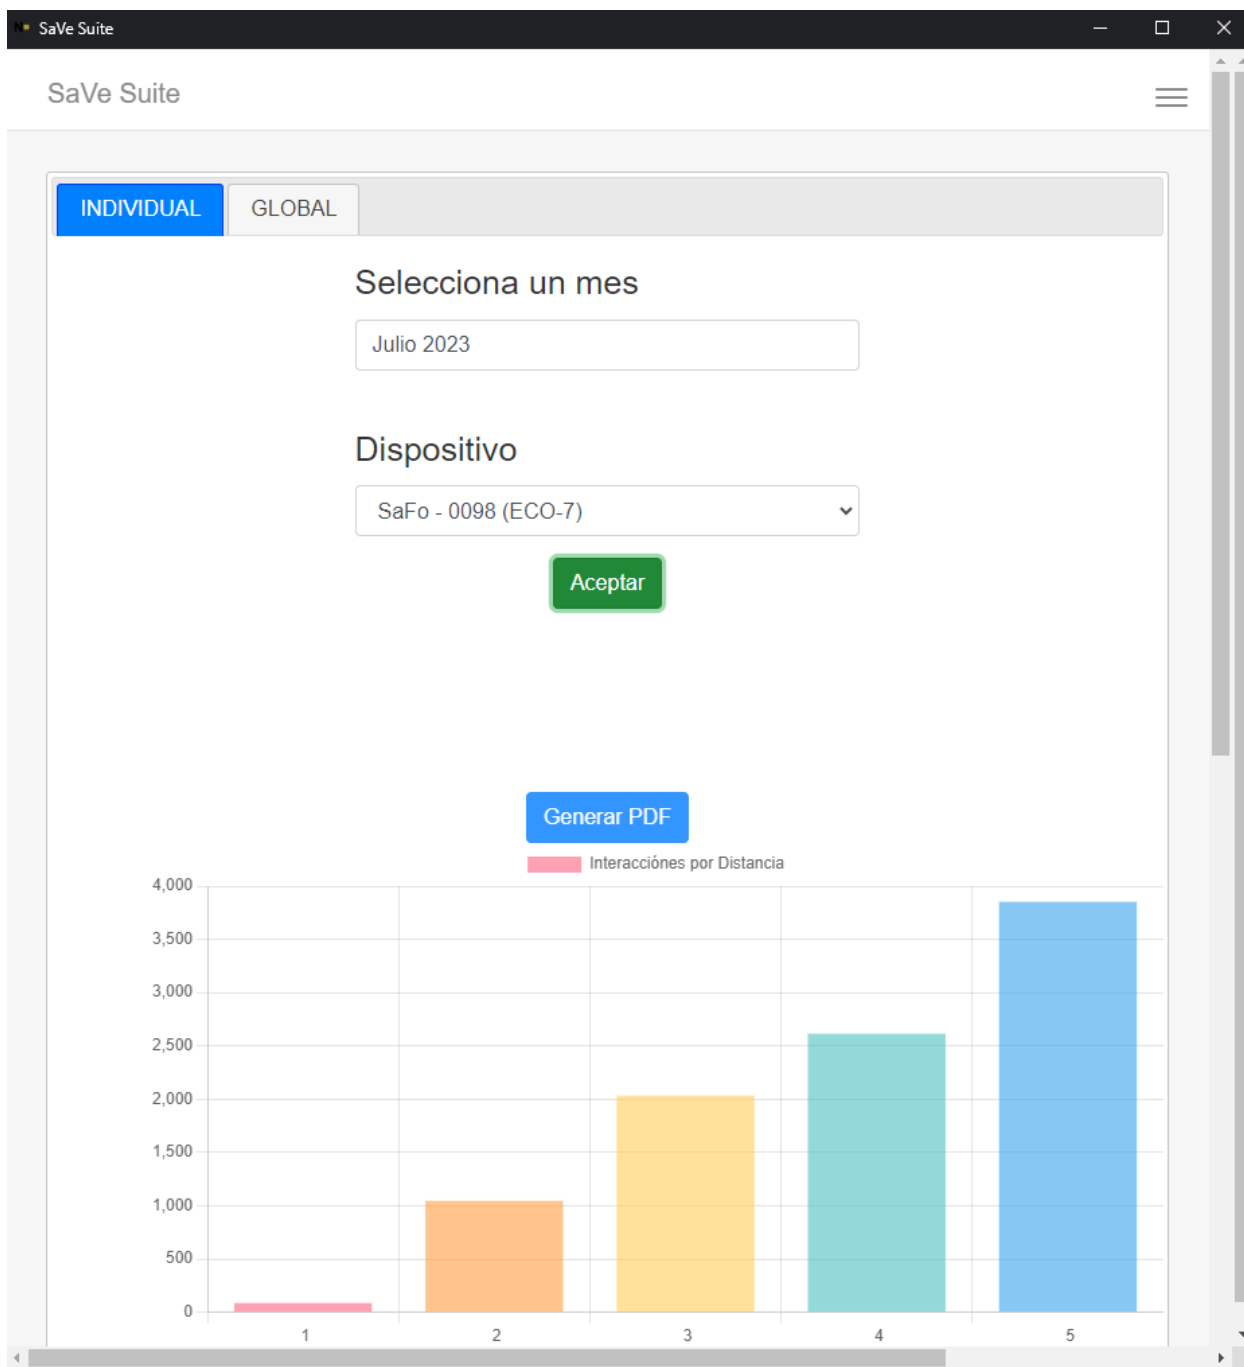 SaVe Suite
SaVe Suite
INDIVIDUAL
GLOBAL
Selecciona un mes
Julio 2023
Dispositivo
SaFo - 0098 (ECO-7)
Aceptar
Generar PDF
Interacciónes por Distancia
4,000
3,500
3,000
2,500
2,000
1,500
1,000
500
0
1 2 3 4 5